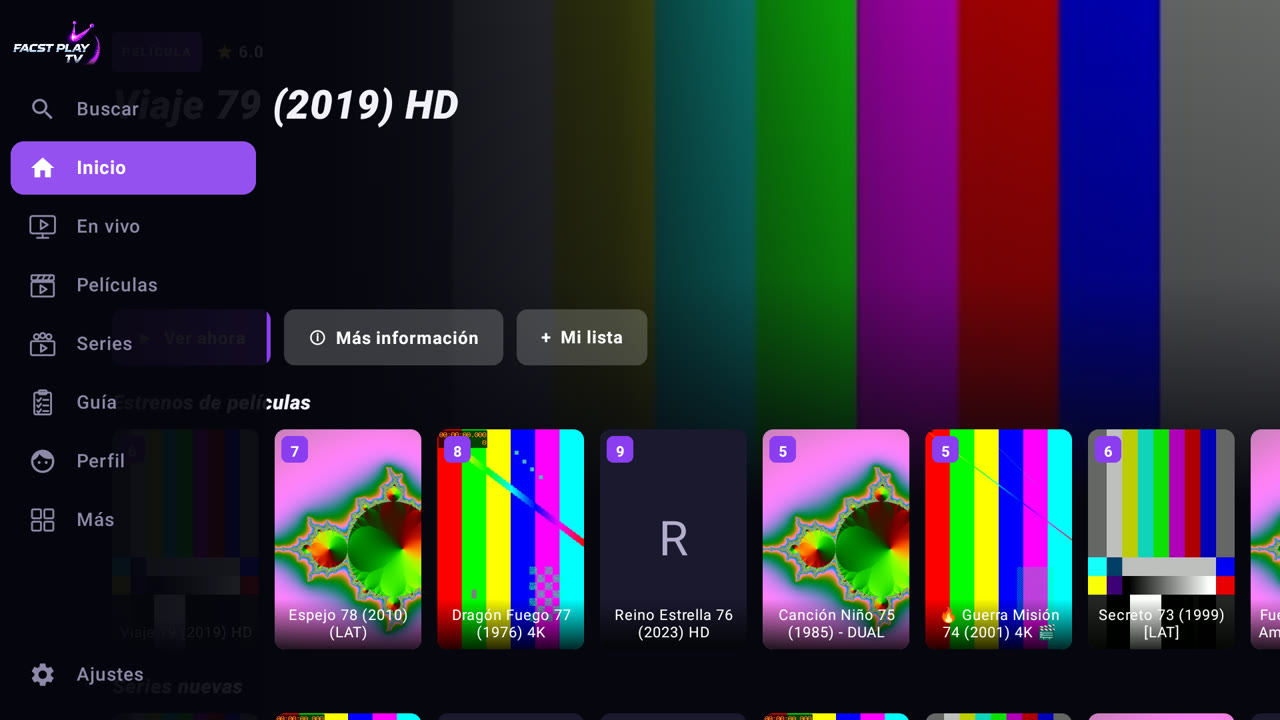 FACST PLAY
TV
PELÍCULA
★ 6.0
Viaje 79 (2019) HD
Buscar
Inicio
En vivo
Películas
Series
Guía
Perfil
Más
Ajustes
Ver ahora
Más información
+ Mi lista
Estrenos de películas
6
Viaje 79 (2019) HD
7
Espejo 78 (2010)
(LAT)
8
Dragón Fuego 77
(1976) 4K
9
R
Reino Estrella 76
(2023) HD
5
Canción Niño 75
(1985) - DUAL
5
🔥 Guerra Misión
74 (2001) 4K 🎬
6
Secreto 73 (1999)
[LAT]
Series nuevas